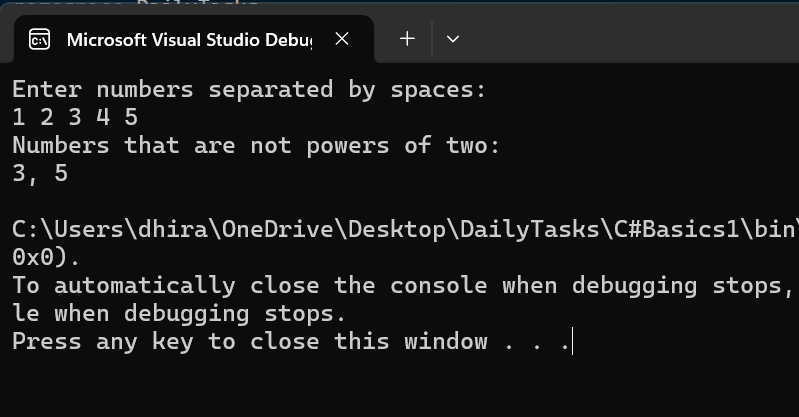 Microsoft Visual Studio Debu
Enter numbers separated by spaces:
1 2 3 4 5
Numbers that are not powers of two:
3, 5
C:\Users\dhira\OneDrive\Desktop\DailyTasks\C#Basics1\bin\
0x0).
To automatically close the console when debugging stops,
le when debugging stops.
Press any key to close this window . . .